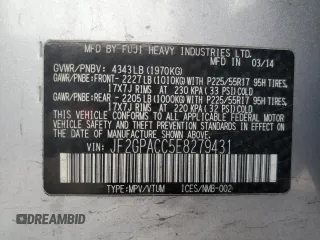 MFD BY FUJI HEAVY INDUSTRIES LTD.
GVWR/PNBV: 4343LB (1970KG) 03/14
GAWR/PNBE:FRONT- 2227LB (1010KG) WITH P225/55R17 95H TIRES,
17X7J RIMS AT 230 KPA (33 PSI) COLD
GAWR/PNBE:REAR - 2205LB (1000KG) WITH P225/55R17 95H TIRES,
17X7J RIMS AT 220 KPA (32 PSI) COLD
THIS VEHICLE CONFORMS TO ALL APPLICABLE
FEDERAL MOTOR VEHICLE SAFETY, BUMPER, AND THEFT
PREVENTION STANDARDS IN EFFECT ON THE DATE OF
MANUFACTURE SHOWN ABOVE.
VIN: JF2GPACC5E8279431
TYPE:MPV/VTUM ICES/NMB-002
DREAMBID